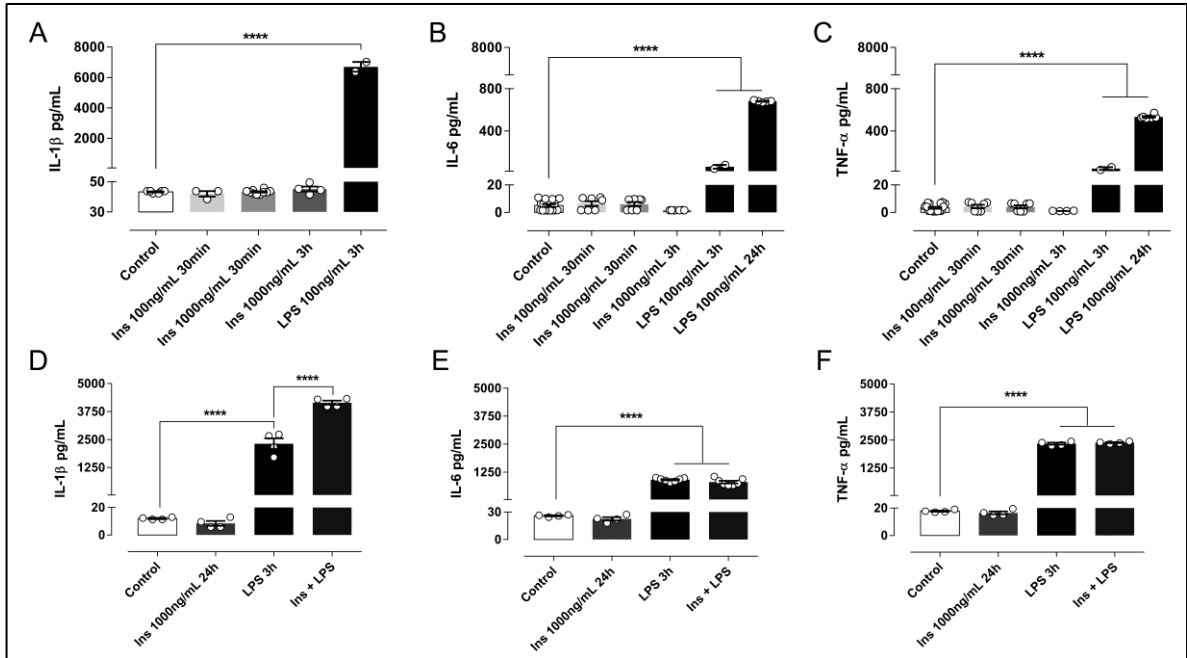 A
IL-1β pg/mL
8000
6000
4000
2000
50
30
****
Control
Ins 100ng/mL 30min
Ins 1000ng/mL 30min
Ins 1000ng/mL 3h
LPS 100ng/mL 3h
B
IL-6 pg/mL
8000
800
400
20
0
****
Control
Ins 100ng/mL 30min
Ins 1000ng/mL 30min
Ins 1000ng/mL 3h
LPS 100ng/mL 3h
LPS 100ng/mL 24h
C
TNF-α pg/mL
8000
800
400
20
0
****
Control
Ins 100ng/mL 30min
Ins 1000ng/mL 30min
Ins 1000ng/mL 3h
LPS 100ng/mL 3h
LPS 100ng/mL 24h
D
IL-1β pg/mL
5000
3750
2500
1250
20
0
****
****
Control
Ins 1000ng/mL 24h
LPS 3h
Ins + LPS
E
IL-6 pg/mL
5000
3750
2500
1250
30
0
****
Control
Ins 1000ng/mL 24h
LPS 3h
Ins + LPS
F
TNF-α pg/mL
5000
3750
2500
1250
20
0
****
Control
Ins 1000ng/mL 24h
LPS 3h
Ins + LPS